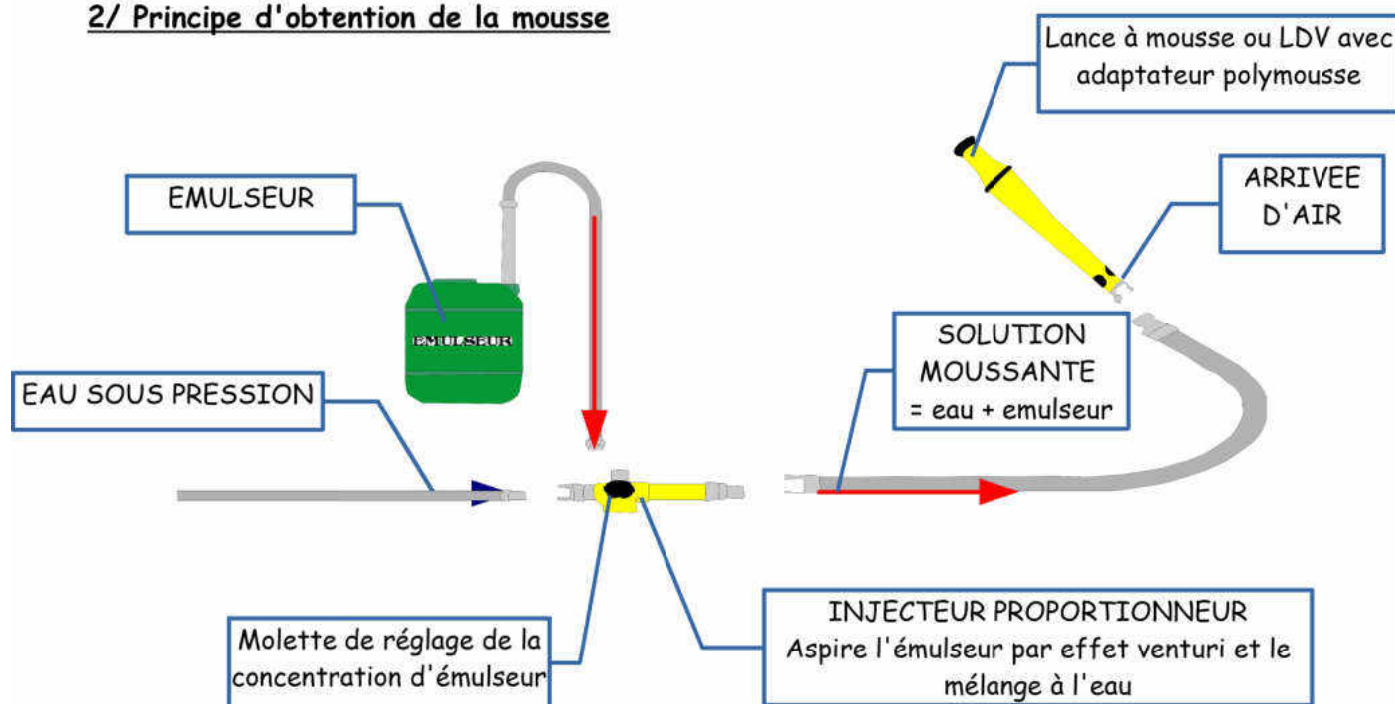 2/ Principe d'obtention de la mousse
Lance à mousse ou LDV avec
adaptateur polymousse
EMULSEUR
ARRIVEE
D'AIR
EMULSEUR
SOLUTION
MOUSSANTE
= eau + emulseur
EAU SOUS PRESSION
Molette de réglage de la
concentration d'émulseur
INJECTEUR PROPORTIONNEUR
Aspire l'émulseur par effet venturi et le
mélange à l'eau